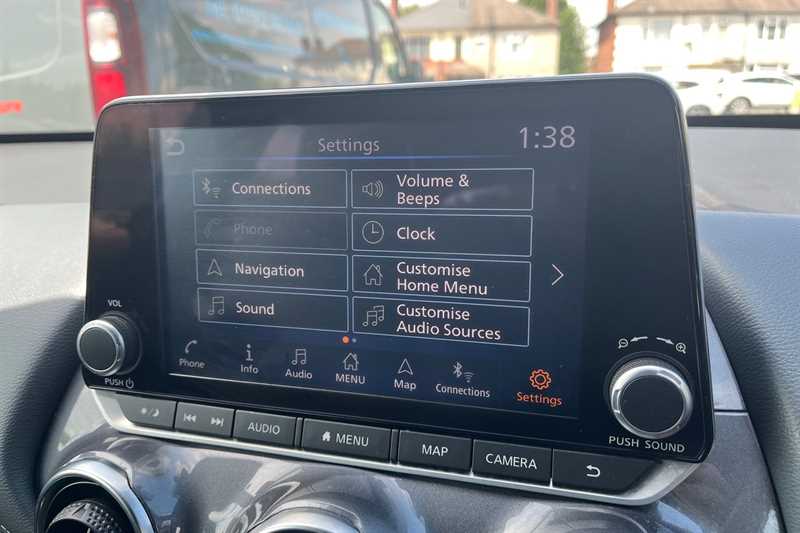 Settings
1:38
Connections
Volume &
Beeps
Phone
Clock
Navigation
Customise
Home Menu
Sound
Customise
Audio Sources
Phone
Info
Audio
MENU
Map
Connections
Settings
VOL
PUSH
PUSH SOUND
AUDIO
MENU
MAP
CAMERA